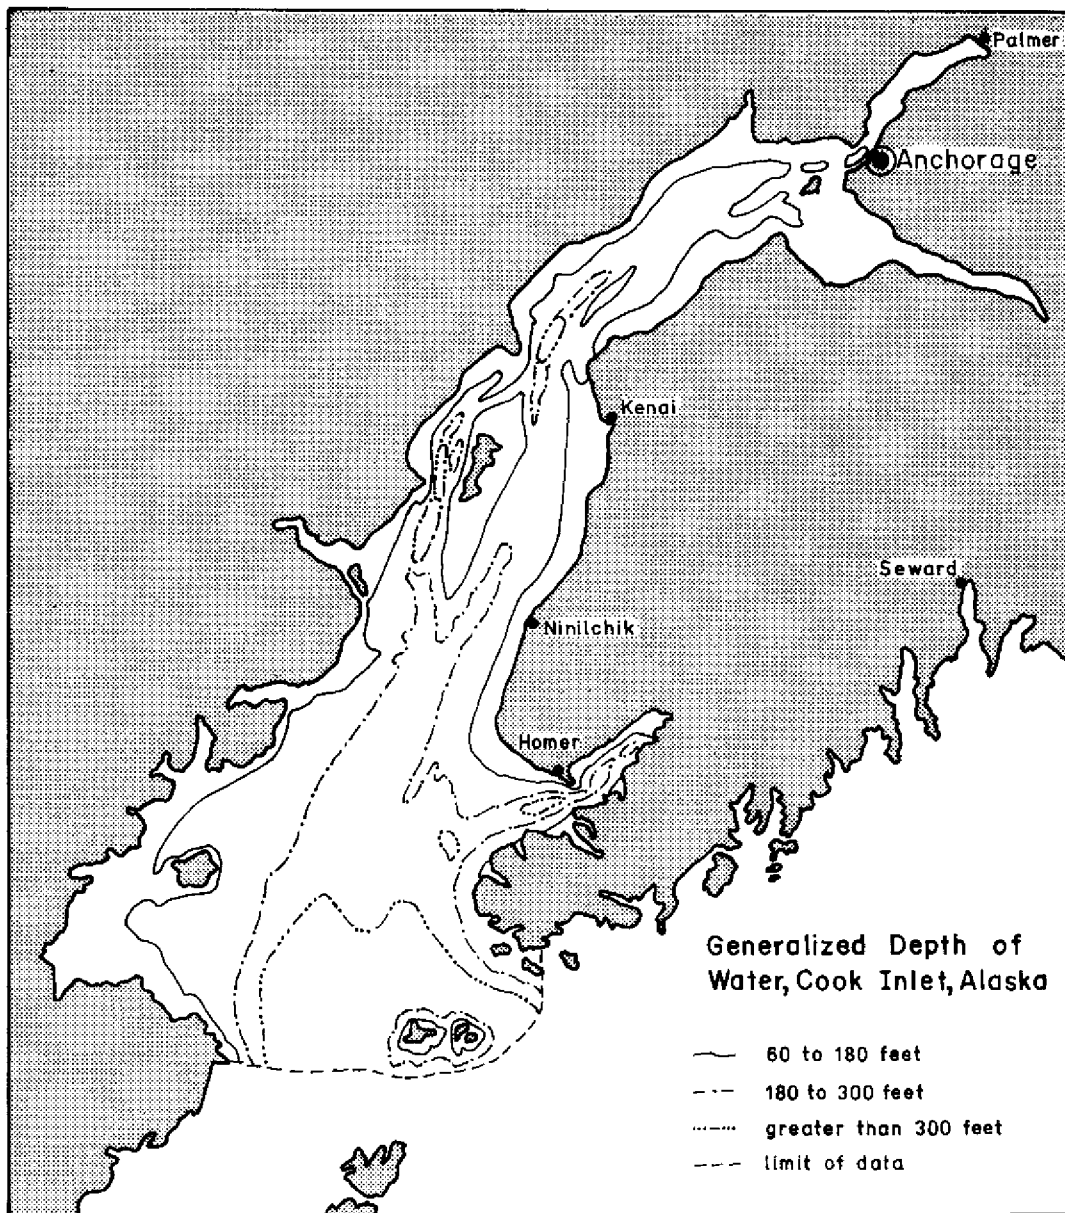 Palmer
Anchorage
Kenai
Seward
Ninilchik
Homer
Generalized Depth of
Water, Cook Inlet, Alaska
60 to 180 feet
180 to 300 feet
greater than 300 feet
limit of data